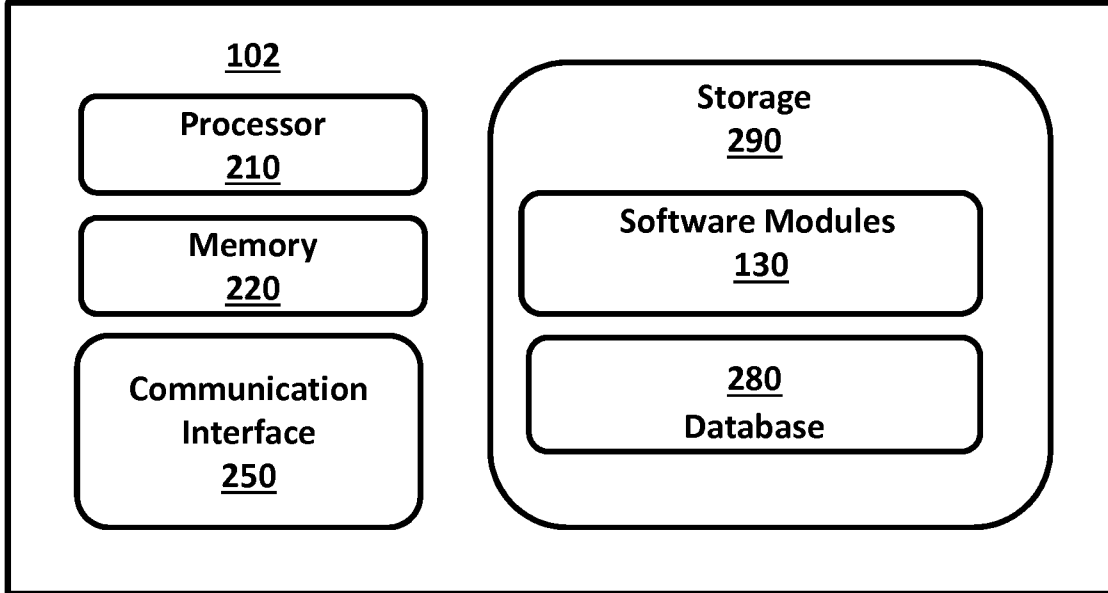 102
Processor
210
Memory
220
Communication
Interface
250
Storage
290
Software Modules
130
280
Database